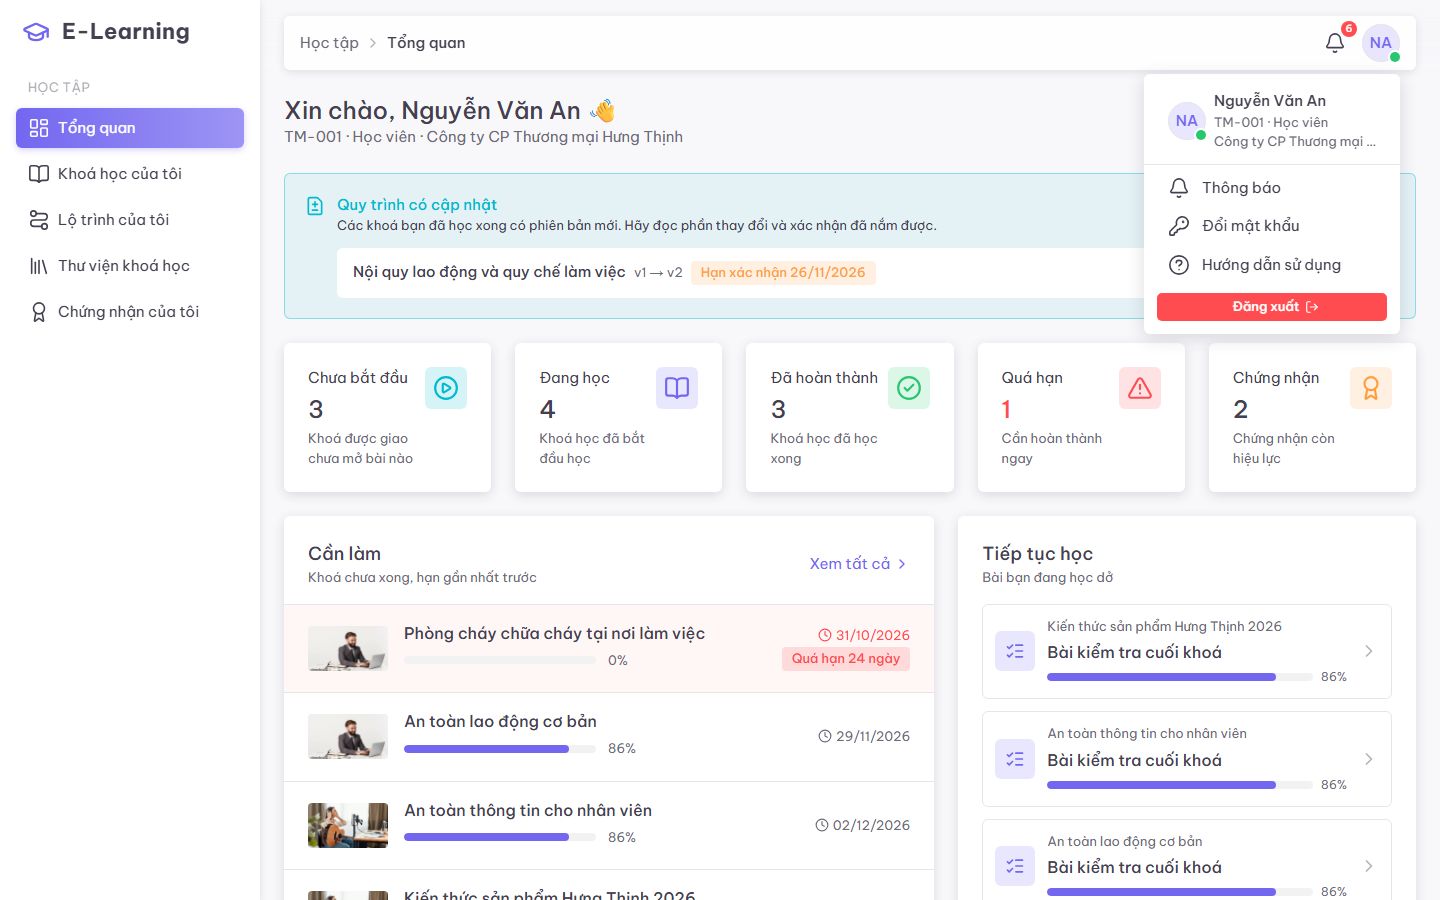 E-Learning
HỌC TẬP
Tổng quan
Khoá học của tôi
Lộ trình của tôi
Thư viện khoá học
Chứng nhận của tôi
Học tập > Tổng quan
6
NA
Xin chào, Nguyễn Văn An 👋
TM-001 · Học viên · Công ty CP Thương mại Hưng Thịnh
NA
Nguyễn Văn An
TM-001 · Học viên
Công ty CP Thương mại ...
Thông báo
Đổi mật khẩu
Hướng dẫn sử dụng
Đăng xuất
Quy trình có cập nhật
Các khoá bạn đã học xong có phiên bản mới. Hãy đọc phần thay đổi và xác nhận đã nắm được.
Nội quy lao động và quy chế làm việc v1 → v2 Hạn xác nhận 26/11/2026
Chưa bắt đầu
3
Khoá được giao
chưa mở bài nào
Đang học
4
Khoá học đã bắt
đầu học
Đã hoàn thành
3
Khoá học đã học
xong
Quá hạn
1
Cần hoàn thành
ngay
Chứng nhận
2
Chứng nhận còn
hiệu lực
Cần làm
Khoá chưa xong, hạn gần nhất trước
Xem tất cả
Phòng cháy chữa cháy tại nơi làm việc
0%
31/10/2026
Quá hạn 24 ngày
An toàn lao động cơ bản
86%
29/11/2026
An toàn thông tin cho nhân viên
86%
02/12/2026
Kiến thức sản phẩm Hưng Thịnh 2026
Tiếp tục học
Bài bạn đang học dở
Kiến thức sản phẩm Hưng Thịnh 2026
Bài kiểm tra cuối khoá
86%
An toàn thông tin cho nhân viên
Bài kiểm tra cuối khoá
86%
An toàn lao động cơ bản
Bài kiểm tra cuối khoá
86%